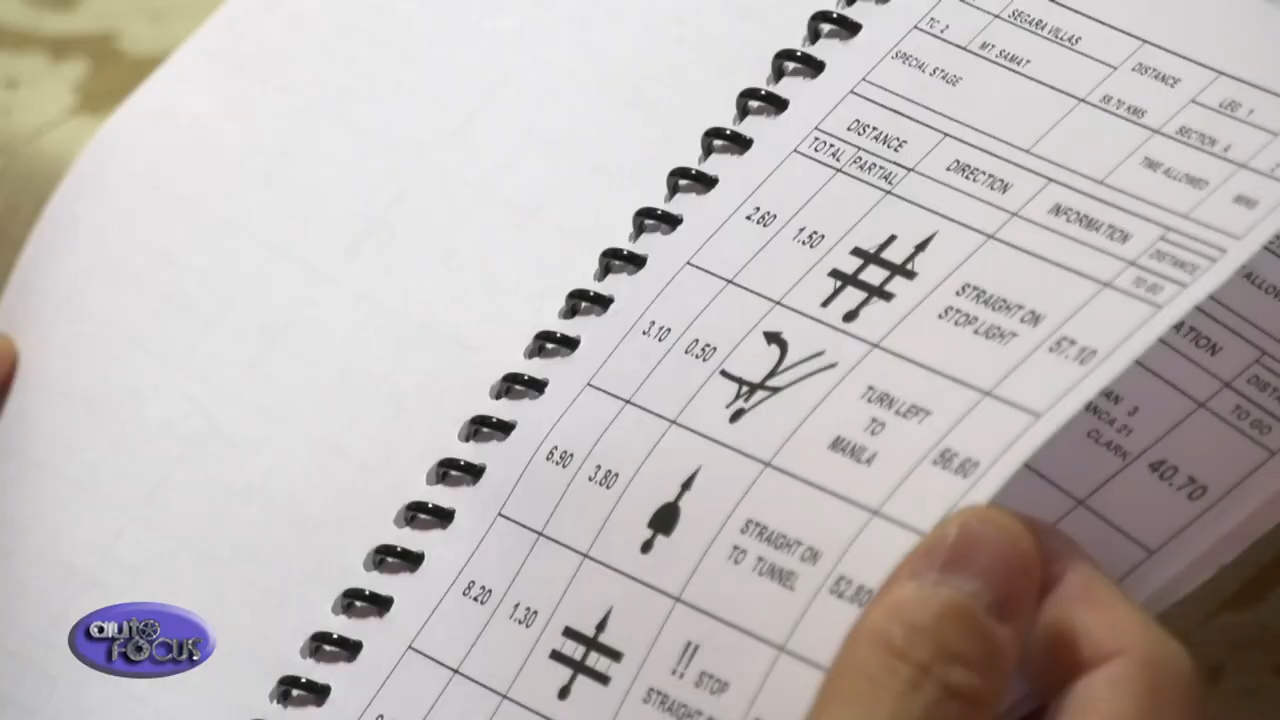 SEGARA VILLAS
TC 2
MT. SAMAT
DISTANCE
LEG 1
SPECIAL STAGE
59.70 KMS
SECTION 4
TIME ALLOWED
DISTANCE
TOTAL
PARTIAL
DIRECTION
INFORMATION
DISTANCE
TO GO
2.60
1.50
STRAIGHT ON
STOP LIGHT
57.10
3.10
0.50
TURN LEFT
TO
MANILA
56.60
6.90
3.80
STRAIGHT ON
TO TUNNEL
52.80
8.20
1.30
!! STOP
TO GO
CLARK
40.70
auto
FOCUS